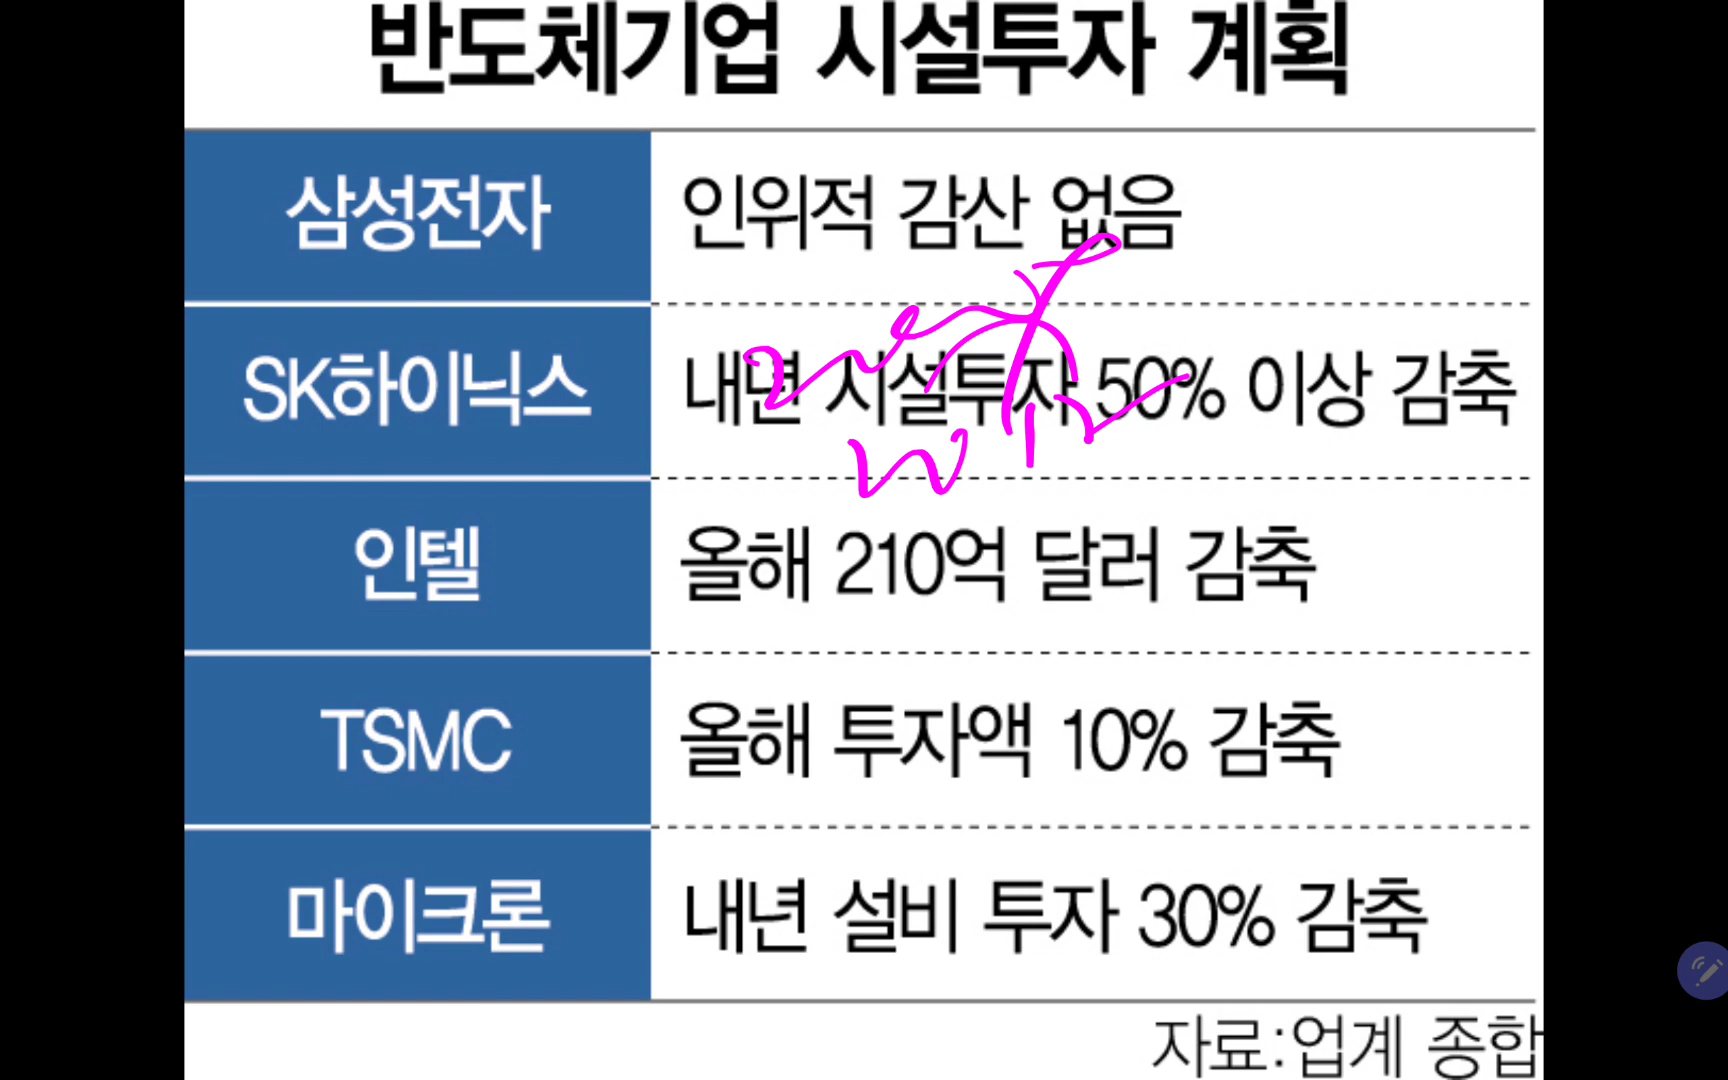 반도체기업 시설투자 계획
삼성전자 인위적 감산 없음
SK하이닉스 내년 시설투자 50% 이상 감축
인텔 올해 210억 달러 감축
TSMC 올해 투자액 10% 감축
마이크론 내년 설비 투자 30% 감축
자료:업계 종합